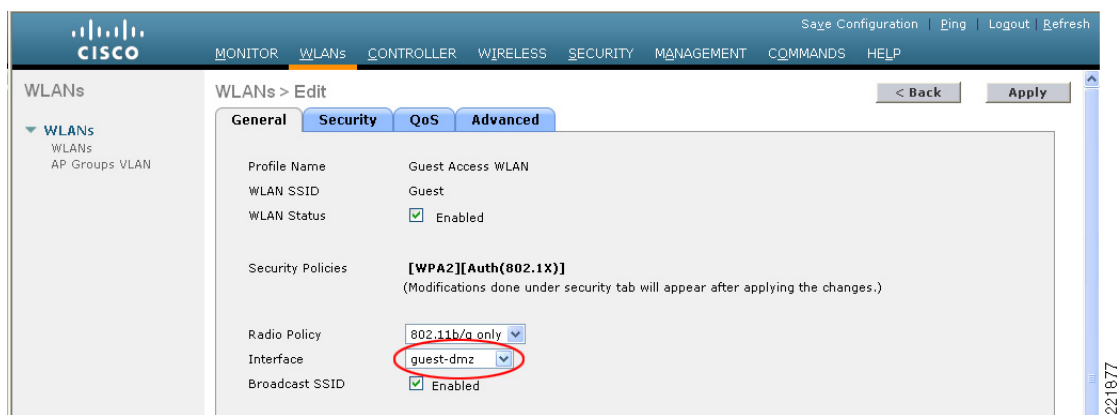 Save Configuration | Ping | Logout | Refresh
CISCO
MONITOR WLANs CONTROLLER WIRELESS SECURITY MANAGEMENT COMMANDS HELP
WLANs
WLANs
WLANs
AP Groups VLAN
WLANs > Edit
< Back
Apply
General Security QoS Advanced
Profile Name Guest Access WLAN
WLAN SSID Guest
WLAN Status Enabled
Security Policies [WPA2][Auth(802.1X)]
(Modifications done under security tab will appear after applying the changes.)
Radio Policy 802.11b/g only
Interface guest-dmz
Broadcast SSID Enabled
221877